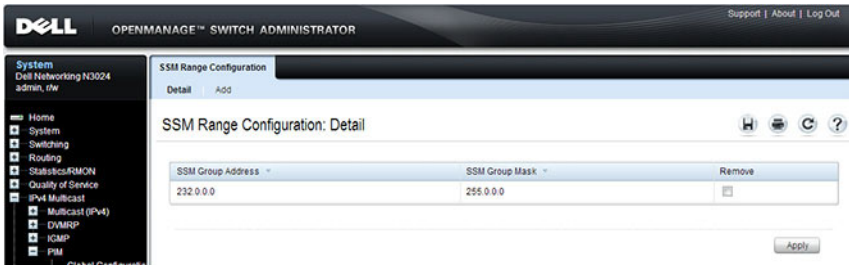 Support | About | Log Out
DELL OPENMANAGE™ SWITCH ADMINISTRATOR
System
Dell Networking N3024
admin, r/w
Home
System
Switching
Routing
Statistics/RMON
Quality of Service
IPv4 Multicast
Multicast (IPv4)
DVMRP
IGMP
PIM
SSM Range Configuration
Detail Add
SSM Range Configuration: Detail
?
SSM Group Address SSM Group Mask Remove
232.0.0.0 255.0.0.0
Apply